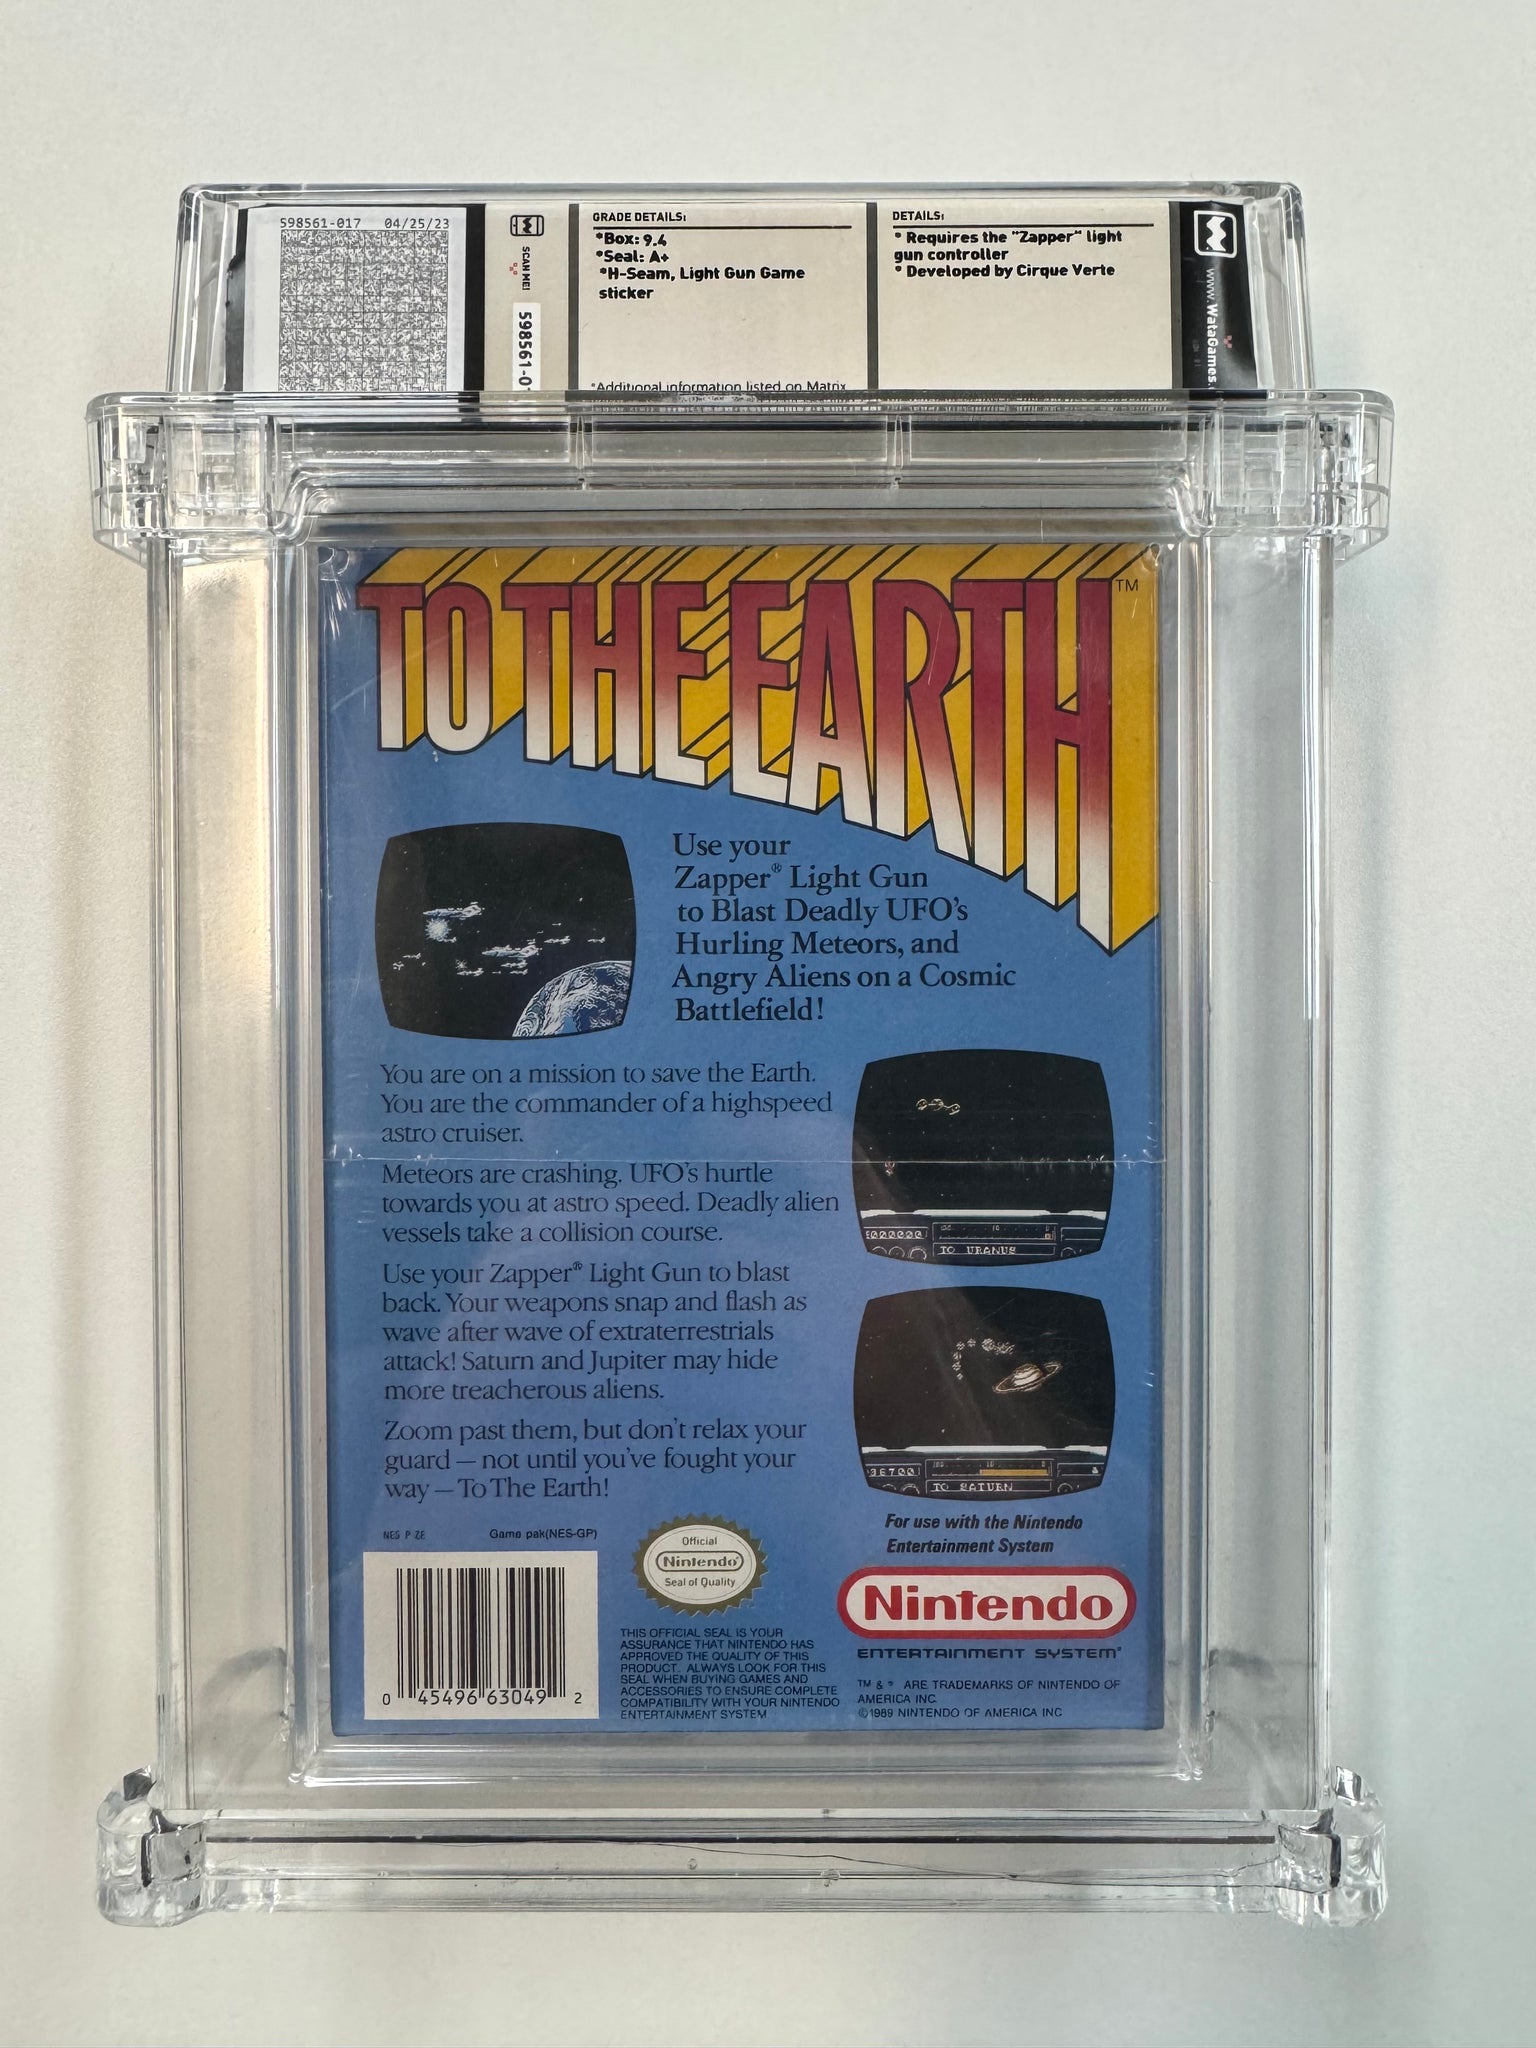 598561-017 04/25/23
SCAN ME!
598561-0
GRADE DETAILS:
*Box: 9.4
*Seal: A+
*H-Seam, Light Gun Game
sticker
*Additional information listed on Matrix
DETAILS:
* Requires the "Zapper" light
gun controller
* Developed by Cirque Verte
www.WataGames.
TO THE EARTH™
Use your
Zapper® Light Gun
to Blast Deadly UFO's
Hurling Meteors, and
Angry Aliens on a Cosmic
Battlefield!
You are on a mission to save the Earth.
You are the commander of a highspeed
astro cruiser.
Meteors are crashing. UFO's hurtle
towards you at astro speed. Deadly alien
vessels take a collision course.
Use your Zapper® Light Gun to blast
back. Your weapons snap and flash as
wave after wave of extraterrestrials
attack! Saturn and Jupiter may hide
more treacherous aliens.
Zoom past them, but don't relax your
guard — not until you've fought your
way — To The Earth!
000000
TO URANUS
36700
TO SATURN
NES P ZE Game pak(NES-GP)
0 45496 63049 2
Official
Nintendo®
Seal of Quality
THIS OFFICIAL SEAL IS YOUR
ASSURANCE THAT NINTENDO HAS
APPROVED THE QUALITY OF THIS
PRODUCT. ALWAYS LOOK FOR THIS
SEAL WHEN BUYING GAMES AND
ACCESSORIES TO ENSURE COMPLETE
COMPATIBILITY WITH YOUR NINTENDO
ENTERTAINMENT SYSTEM
For use with the Nintendo
Entertainment System
Nintendo
ENTERTAINMENT SYSTEM®
™ & ® ARE TRADEMARKS OF NINTENDO OF
AMERICA INC.
©1989 NINTENDO OF AMERICA INC